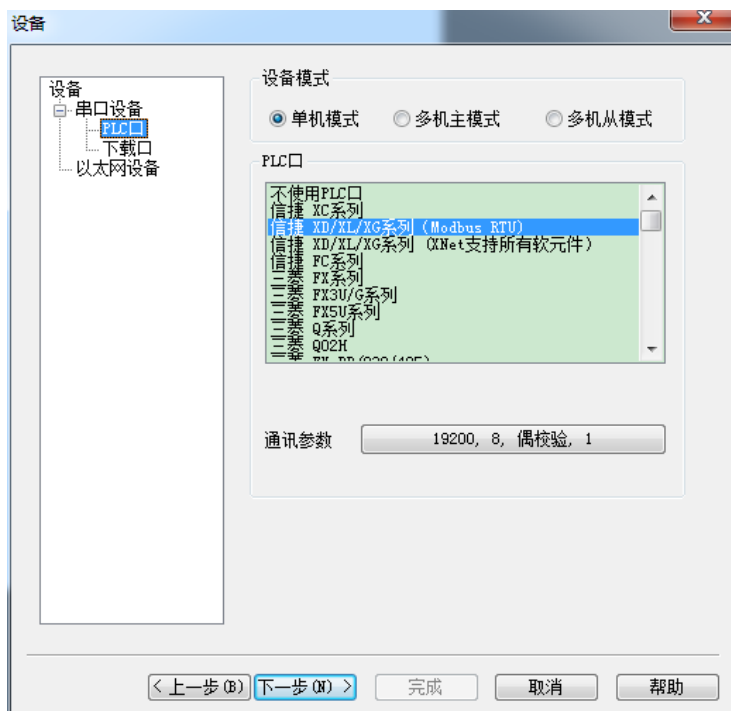 设备
设备
串口设备
PLC口
下载口
以太网设备
设备模式
单机模式 多机主模式 多机从模式
PLC口
不使用PLC口
信捷 XC系列
信捷 XD/XL/XG系列 (Modbus RTU)
信捷 XD/XL/XG系列 (XNet支持所有软元件)
信捷 FC系列
三菱 FX系列
三菱 FX3U/G系列
三菱 FX5U系列
三菱 Q系列
三菱 Q02H
通讯参数 19200, 8, 偶校验, 1
< 上一步(B) 下一步(N) > 完成 取消 帮助